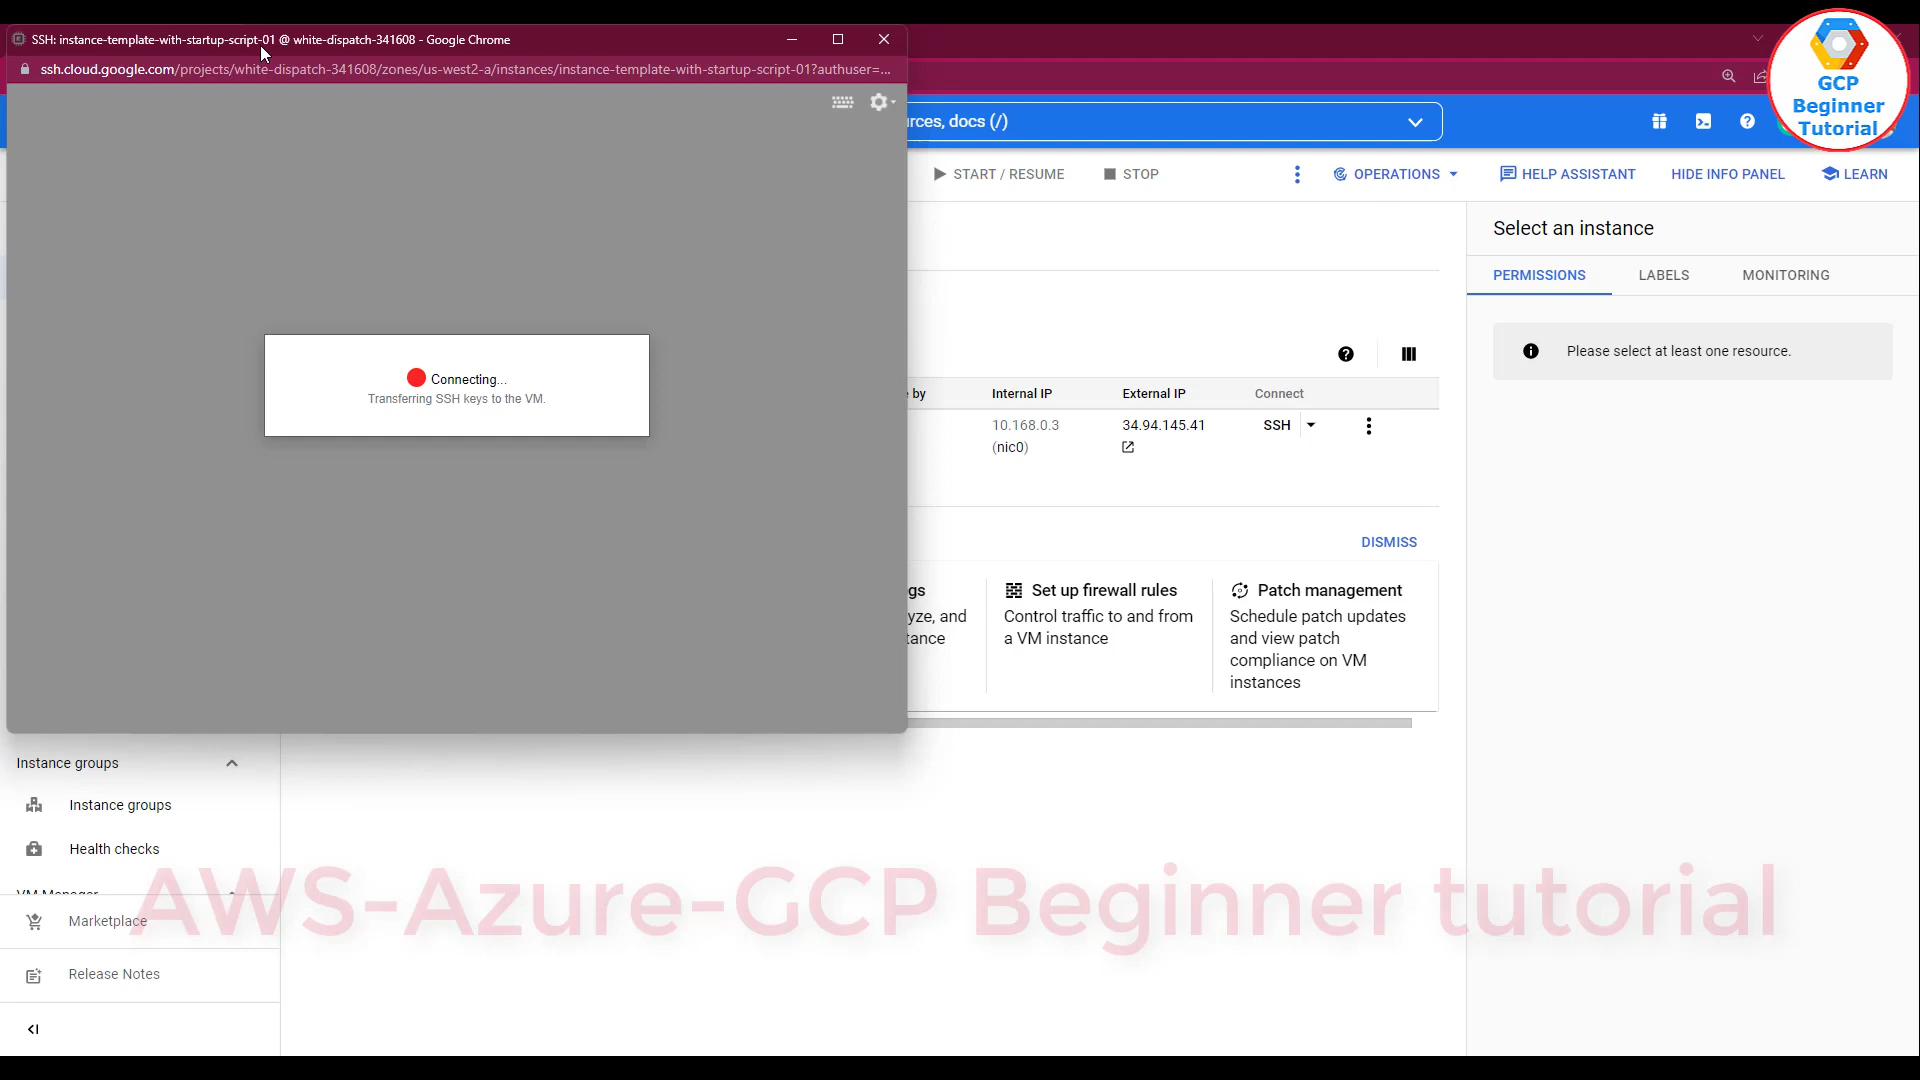 SSH: instance-template-with-startup-script-01 @ white-dispatch-341608 - Google Chrome
ssh.cloud.google.com/projects/white-dispatch-341608/zones/us-west2-a/instances/instance-template-with-startup-script-01?authuser=...
GCP
Beginner
Tutorial
rces, docs (/)
START / RESUME
STOP
OPERATIONS
HELP ASSISTANT
HIDE INFO PANEL
LEARN
Select an instance
PERMISSIONS
LABELS
MONITORING
Please select at least one resource.
Connecting...
Transferring SSH keys to the VM.
by
Internal IP
External IP
Connect
10.168.0.3
(nic0)
34.94.145.41
SSH
DISMISS
gs
yze, and
tance
Set up firewall rules
Control traffic to and from
a VM instance
Patch management
Schedule patch updates
and view patch
compliance on VM
instances
Instance groups
Instance groups
Health checks
VM Manager
Marketplace
Release Notes
AWS-Azure-GCP Beginner tutorial